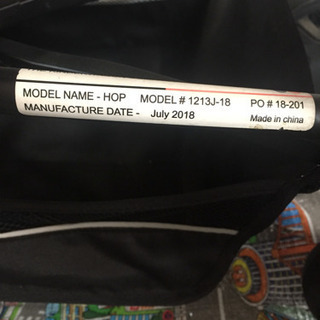 MODEL NAME - HOP MODEL # 1213J-18 PO # 18-201
MANUFACTURE DATE - July 2018 Made in china